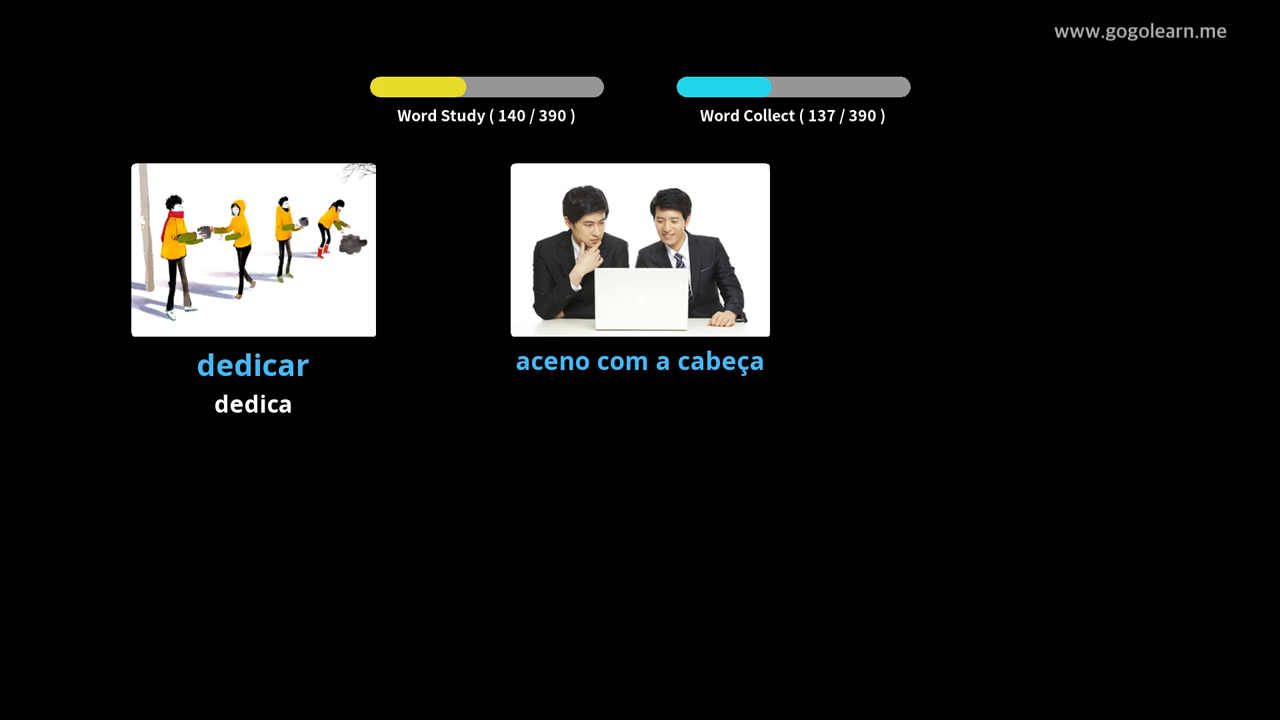 www.gogolearn.me
Word Study ( 140 / 390 )
Word Collect ( 137 / 390 )
dedicar
dedica
aceno com a cabeça